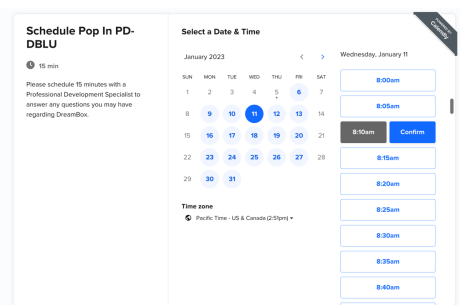 Schedule Pop In PD-
DBLU
15 min
Please schedule 15 minutes with a
Professional Development Specialist to
answer any questions you may have
regarding DreamBox.
Select a Date & Time
January 2023 < >
SUN MON TUE WED THU FRI SAT
1 2 3 4 5 6 7
8 9 10 11 12 13 14
15 16 17 18 19 20 21
22 23 24 25 26 27 28
29 30 31
Time zone
Pacific Time - US & Canada (2:51pm)
POWERED BY
Calendly
Wednesday, January 11
8:00am
8:05am
8:10am Confirm
8:15am
8:20am
8:25am
8:30am
8:35am
8:40am